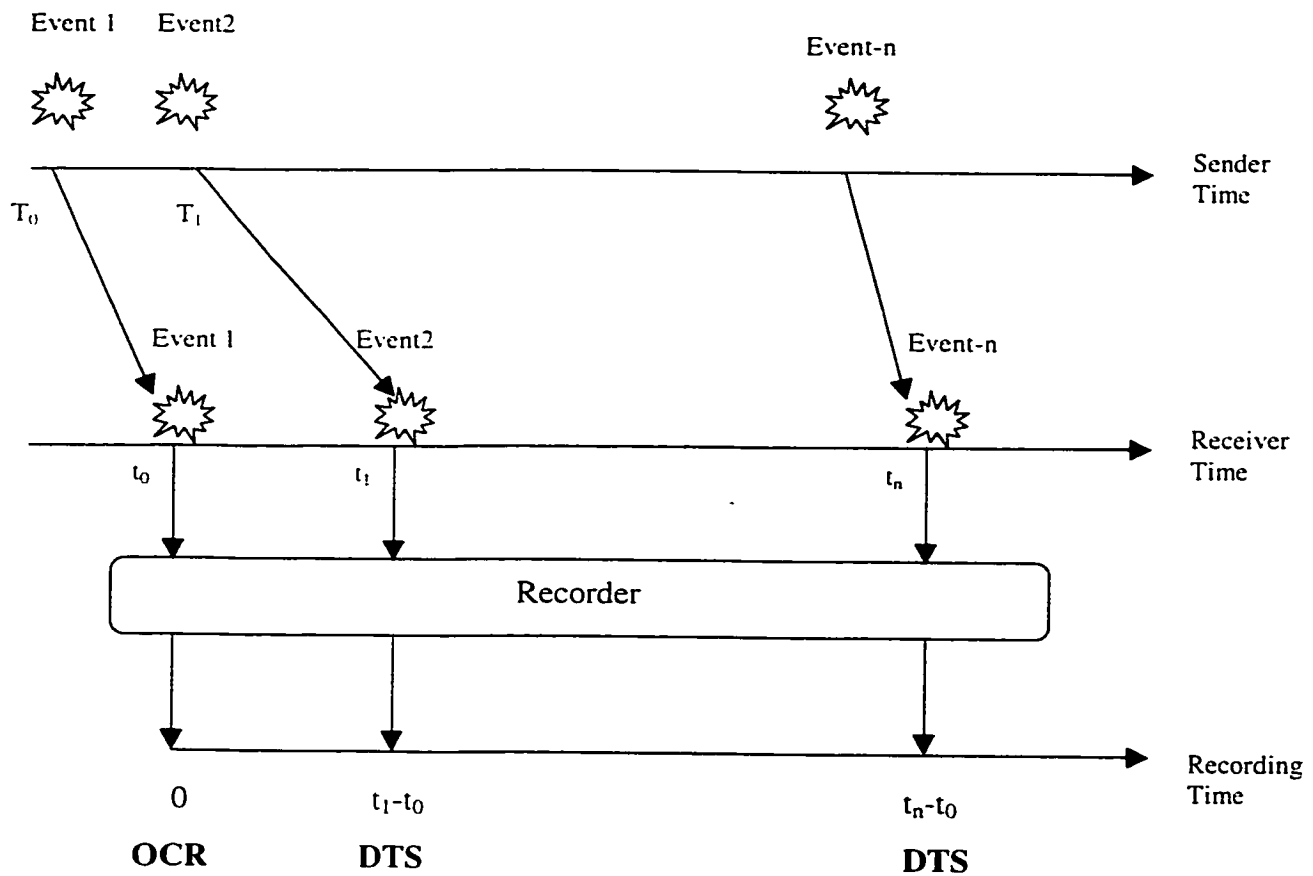 Event 1 Event2
Event-n
Sender
Time
T₀ T₁
Event 1 Event2 Event-n
Receiver
Time
t₀ t₁ tₙ
Recorder
Recording
Time
0 t₁-t₀ tₙ-t₀
OCR DTS DTS